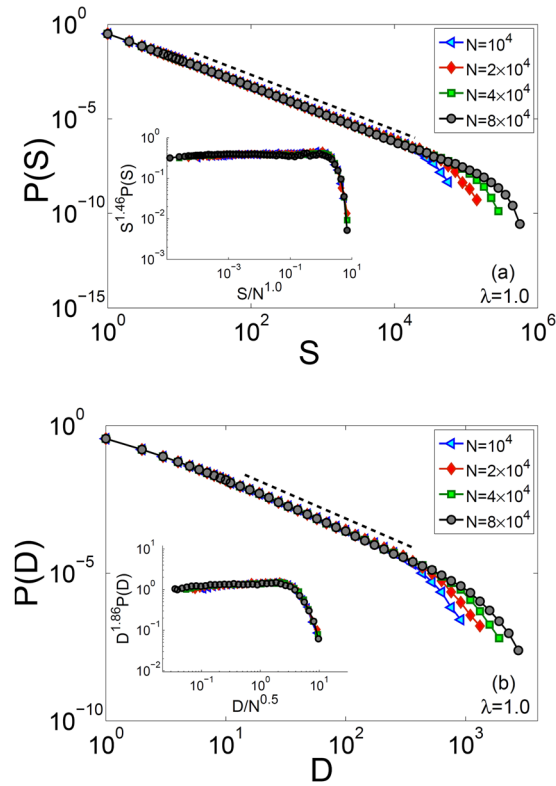 10^0
10^-5
10^-10
10^-15
P(S)
N=10^4
N=2×10^4
N=4×10^4
N=8×10^4
10^0
10^-1
10^-2
10^-3
S^1.46P(S)
10^-3 10^-1 10^1
S/N^1.0
(a)
λ=1.0
10^0 10^2 10^4 10^6
S
10^0
10^-5
10^-10
P(D)
N=10^4
N=2×10^4
N=4×10^4
N=8×10^4
10^1
10^0
10^-1
10^-2
D^1.86P(D)
10^-1 10^0 10^1
D/N^0.5
(b)
λ=1.0
10^0 10^1 10^2 10^3
D